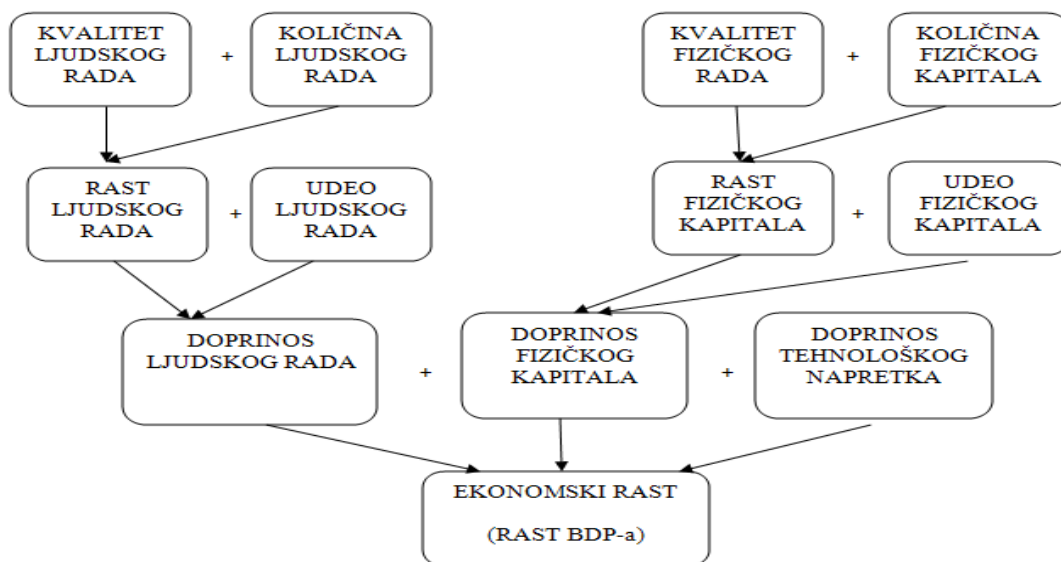 KVALITET
LJUDSKOG
RADA
+
KOLIČINA
LJUDSKOG
RADA
KVALITET
FIZIČKOG
RADA
+
KOLIČINA
FIZIČKOG
KAPITALA
RAST
LJUDSKOG
RADA
+
UDEO
LJUDSKOG
RADA
RAST
FIZIČKOG
KAPITALA
+
UDEO
FIZIČKOG
KAPITALA
DOPRINOS
LJUDSKOG RADA
+
DOPRINOS
FIZIČKOG
KAPITALA
+
DOPRINOS
TEHNOLOŠKOG
NAPRETKA
EKONOMSKI RAST
(RAST BDP-a)